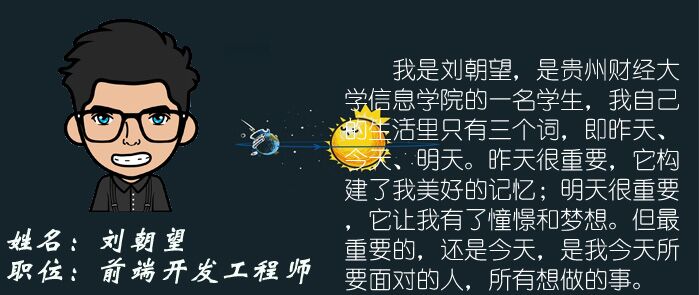 我是刘朝望，是贵州财经大
学信息学院的一名学生，我自己
的生活里只有三个词，即昨天、
今天、明天。昨天很重要，它构
建了我美好的记忆；明天很重要
，它让我有了憧憬和梦想。但最
重要的，还是今天，是我今天所
要面对的人，所有想做的事。
姓名：刘朝望
职位：前端开发工程师